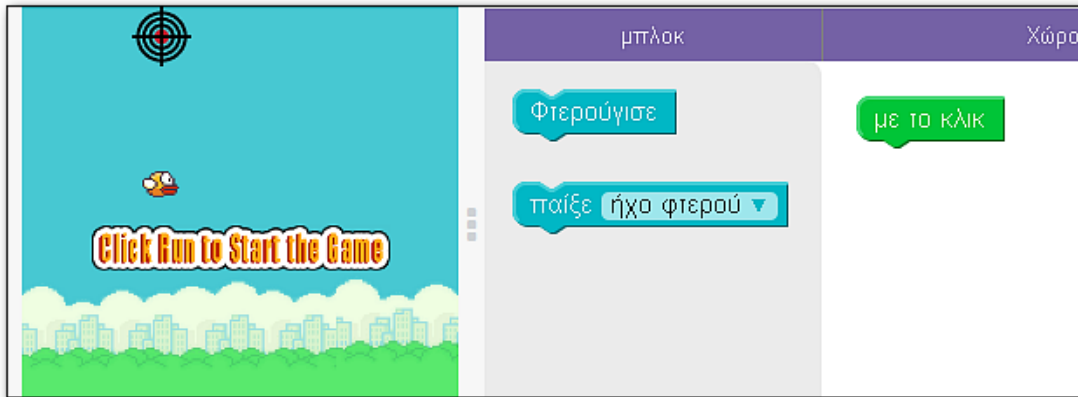 μπλοκ
Χώρο
Φτερούγισε
με το κλικ
παίξε ήχο φτερού
Click Run to Start the Game